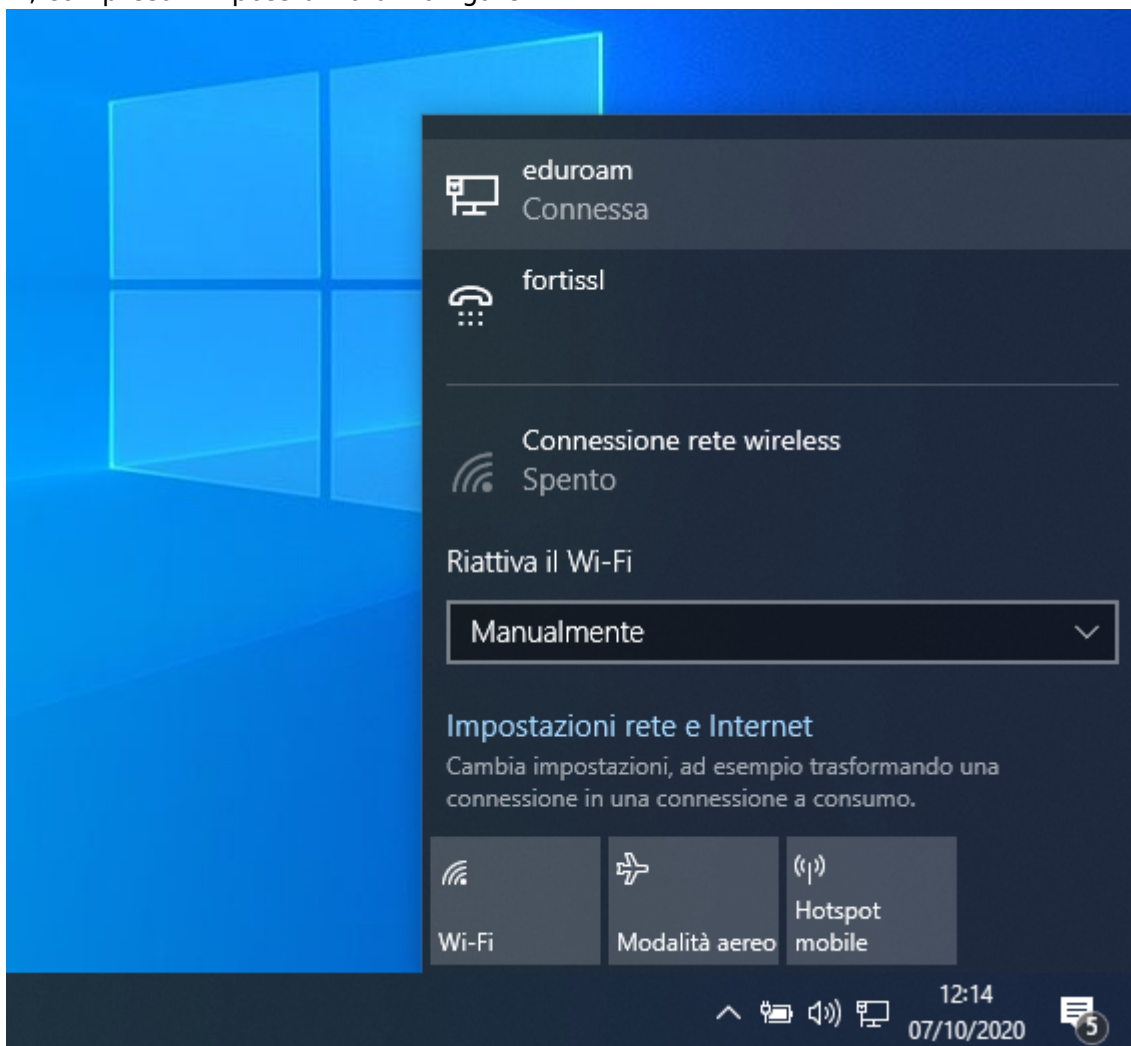 eduroam
Connessa
fortissl
Connessione rete wireless
Spento
Riattiva il Wi-Fi
Manualmente
Impostazioni rete e Internet
Cambia impostazioni, ad esempio trasformando una
connessione in una connessione a consumo.
Wi-Fi
Modalità aereo
Hotspot
mobile
12:14
07/10/2020
5